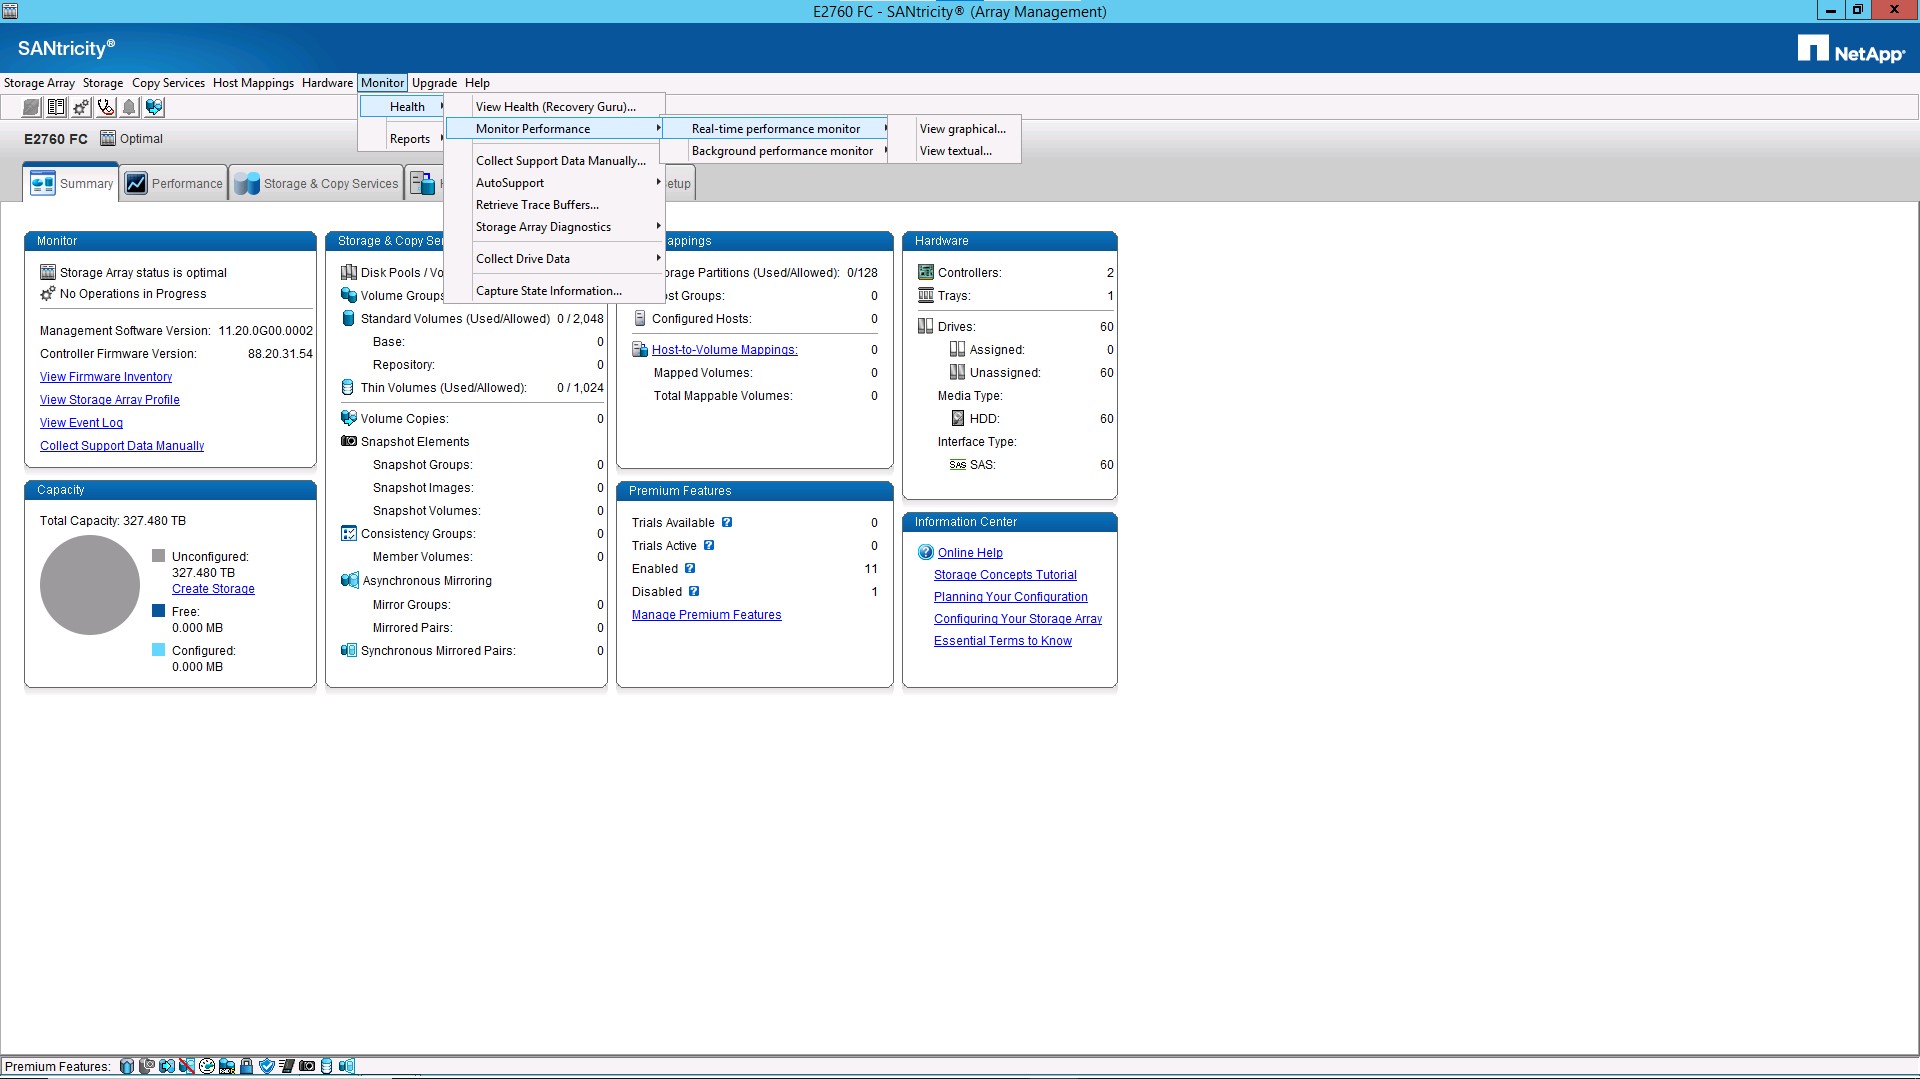 E2760 FC - SANtricity® (Array Management)
SANtricity®
NetApp®
Storage Array Storage Copy Services Host Mappings Hardware Monitor Upgrade Help
Health
Reports
View Health (Recovery Guru)...
Monitor Performance
Collect Support Data Manually...
AutoSupport
Retrieve Trace Buffers...
Storage Array Diagnostics
Collect Drive Data
Capture State Information...
Real-time performance monitor
Background performance monitor
View graphical...
View textual...
E2760 FC Optimal
Summary Performance Storage & Copy Services etup
Monitor
Storage Array status is optimal
No Operations in Progress
Management Software Version: 11.20.0G00.0002
Controller Firmware Version: 88.20.31.54
View Firmware Inventory
View Storage Array Profile
View Event Log
Collect Support Data Manually
Capacity
Total Capacity: 327.480 TB
Unconfigured:
327.480 TB
Create Storage
Free:
0.000 MB
Configured:
0.000 MB
Storage & Copy Ser
Disk Pools / Vo
Volume Groups
Standard Volumes (Used/Allowed) 0 / 2,048
Base: 0
Repository: 0
Thin Volumes (Used/Allowed): 0 / 1,024
Volume Copies: 0
Snapshot Elements
Snapshot Groups: 0
Snapshot Images: 0
Snapshot Volumes: 0
Consistency Groups: 0
Member Volumes: 0
Asynchronous Mirroring
Mirror Groups: 0
Mirrored Pairs: 0
Synchronous Mirrored Pairs: 0
appings
orage Partitions (Used/Allowed): 0/128
ost Groups: 0
Configured Hosts: 0
Host-to-Volume Mappings: 0
Mapped Volumes: 0
Total Mappable Volumes: 0
Premium Features
Trials Available ? 0
Trials Active ? 0
Enabled ? 11
Disabled ? 1
Manage Premium Features
Hardware
Controllers: 2
Trays: 1
Drives: 60
Assigned: 0
Unassigned: 60
Media Type:
HDD: 60
Interface Type:
SAS SAS: 60
Information Center
? Online Help
Storage Concepts Tutorial
Planning Your Configuration
Configuring Your Storage Array
Essential Terms to Know
Premium Features: